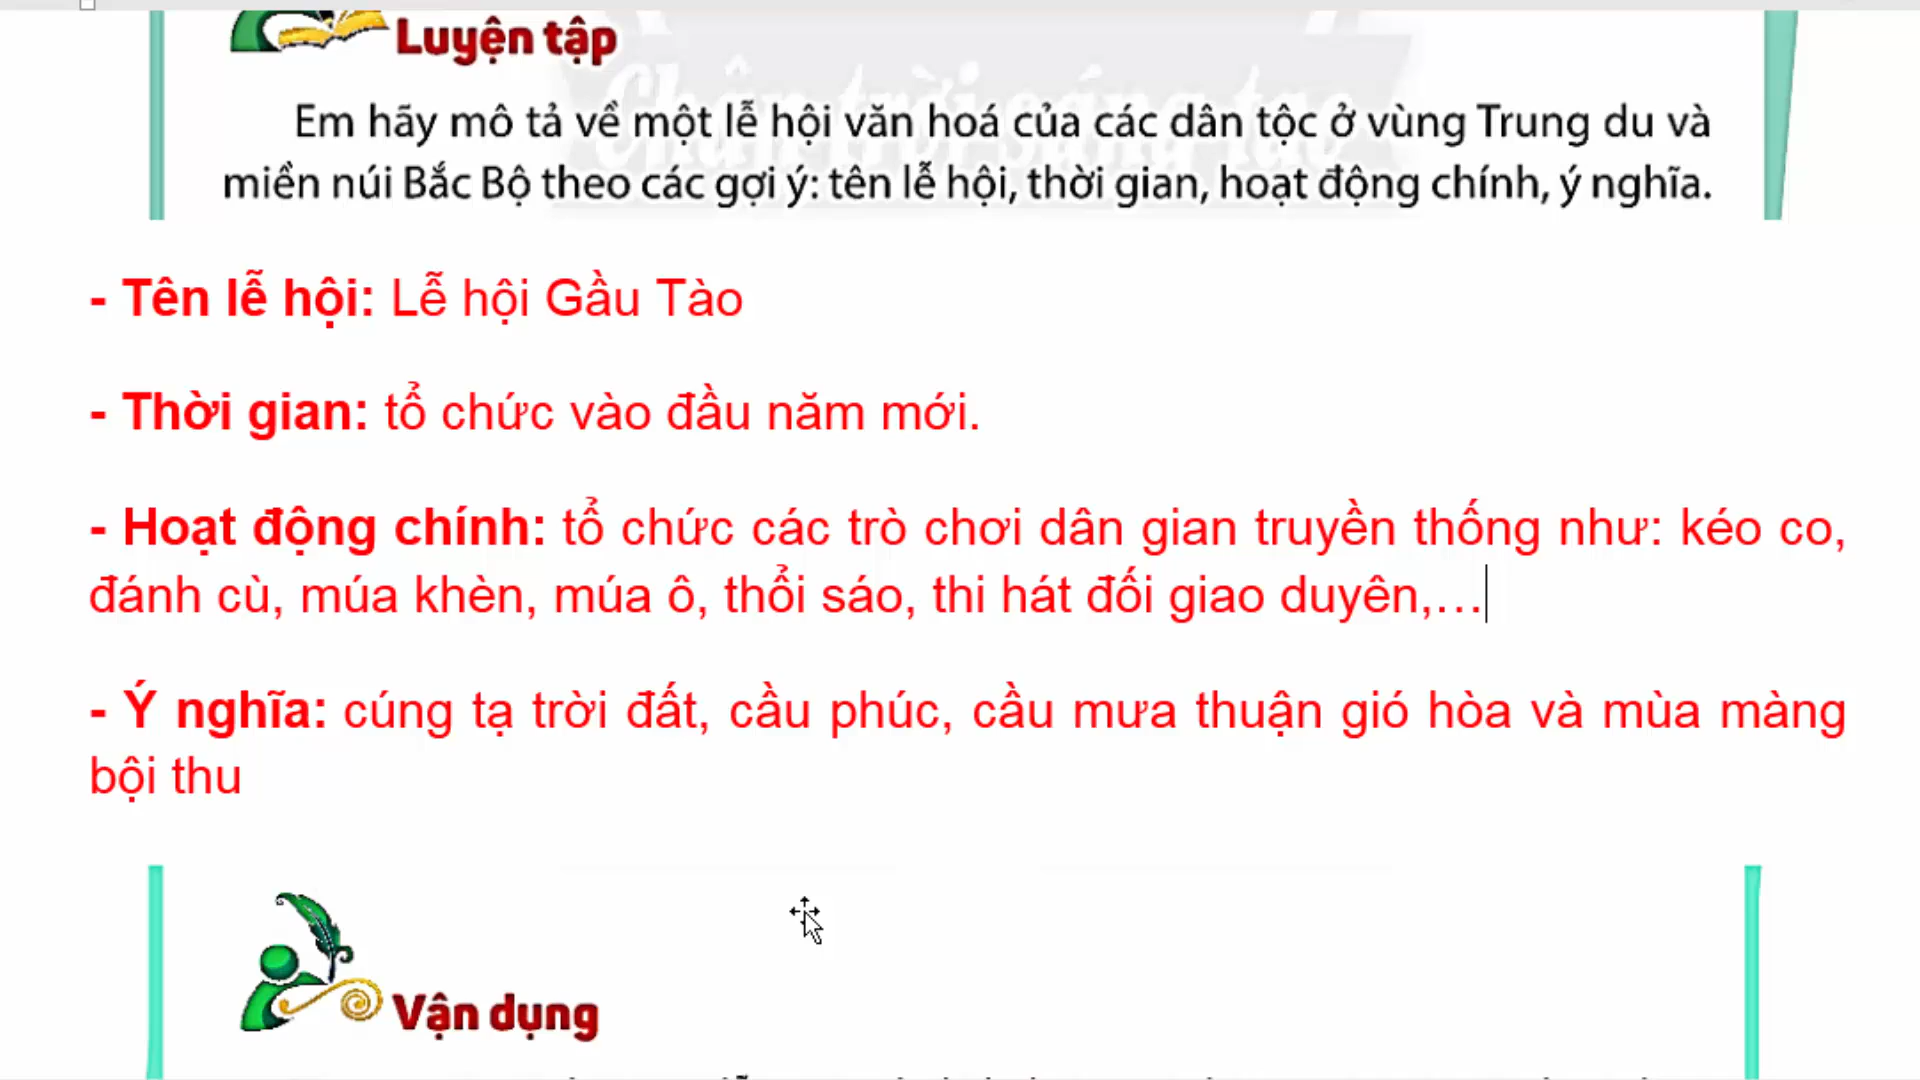 Luyện tập
Chân trời sáng tạo
Em hãy mô tả về một lễ hội văn hoá của các dân tộc ở vùng Trung du và
miền núi Bắc Bộ theo các gợi ý: tên lễ hội, thời gian, hoạt động chính, ý nghĩa.
- Tên lễ hội: Lễ hội Gầu Tào
- Thời gian: tổ chức vào đầu năm mới.
- Hoạt động chính: tổ chức các trò chơi dân gian truyền thống như: kéo co,
đánh cù, múa khèn, múa ô, thổi sáo, thi hát đối giao duyên,…
- Ý nghĩa: cúng tạ trời đất, cầu phúc, cầu mưa thuận gió hòa và mùa màng
bội thu
Vận dụng